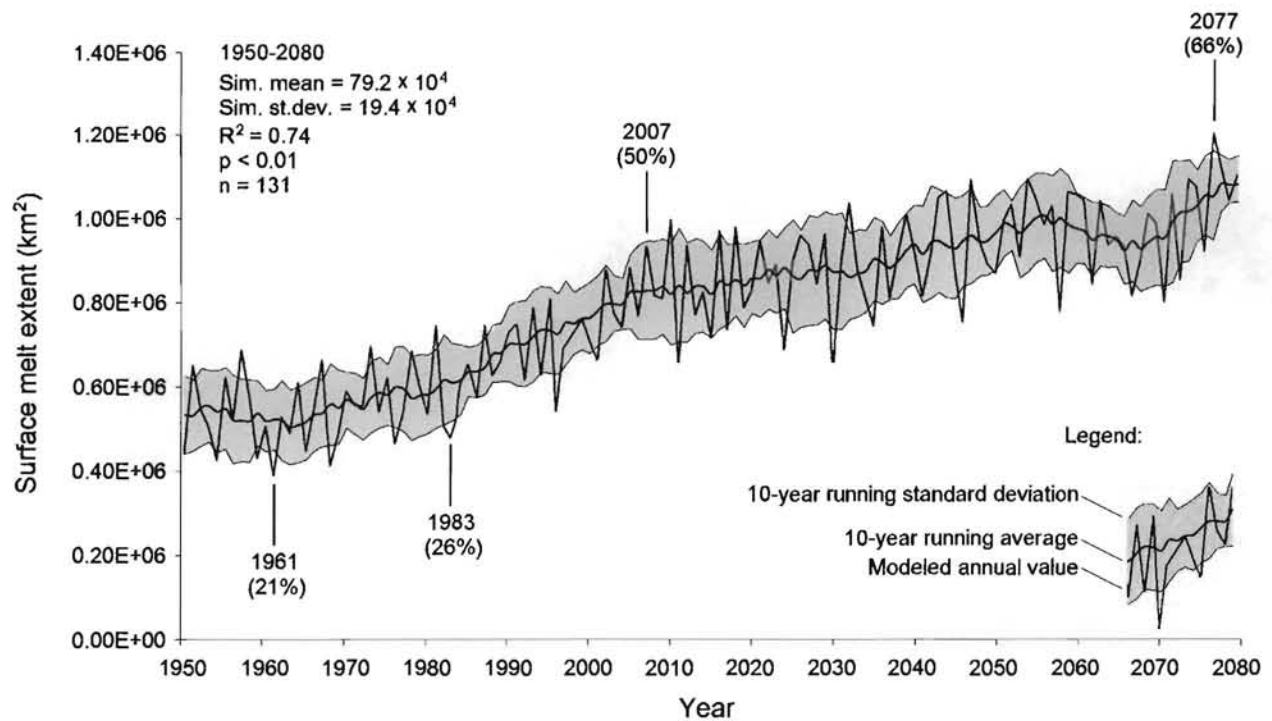 2077
(66%)
1.40E+06
1.20E+06
1.00E+06
0.80E+06
0.60E+06
0.40E+06
0.20E+06
0.00E+00
Surface melt extent (km²)
1950-2080
Sim. mean = 79.2 x 10⁴
Sim. st.dev. = 19.4 x 10⁴
R² = 0.74
p < 0.01
n = 131
2007
(50%)
1961
(21%)
1983
(26%)
Legend:
10-year running standard deviation
10-year running average
Modeled annual value
1950 1960 1970 1980 1990 2000 2010 2020 2030 2040 2050 2060 2070 2080
Year